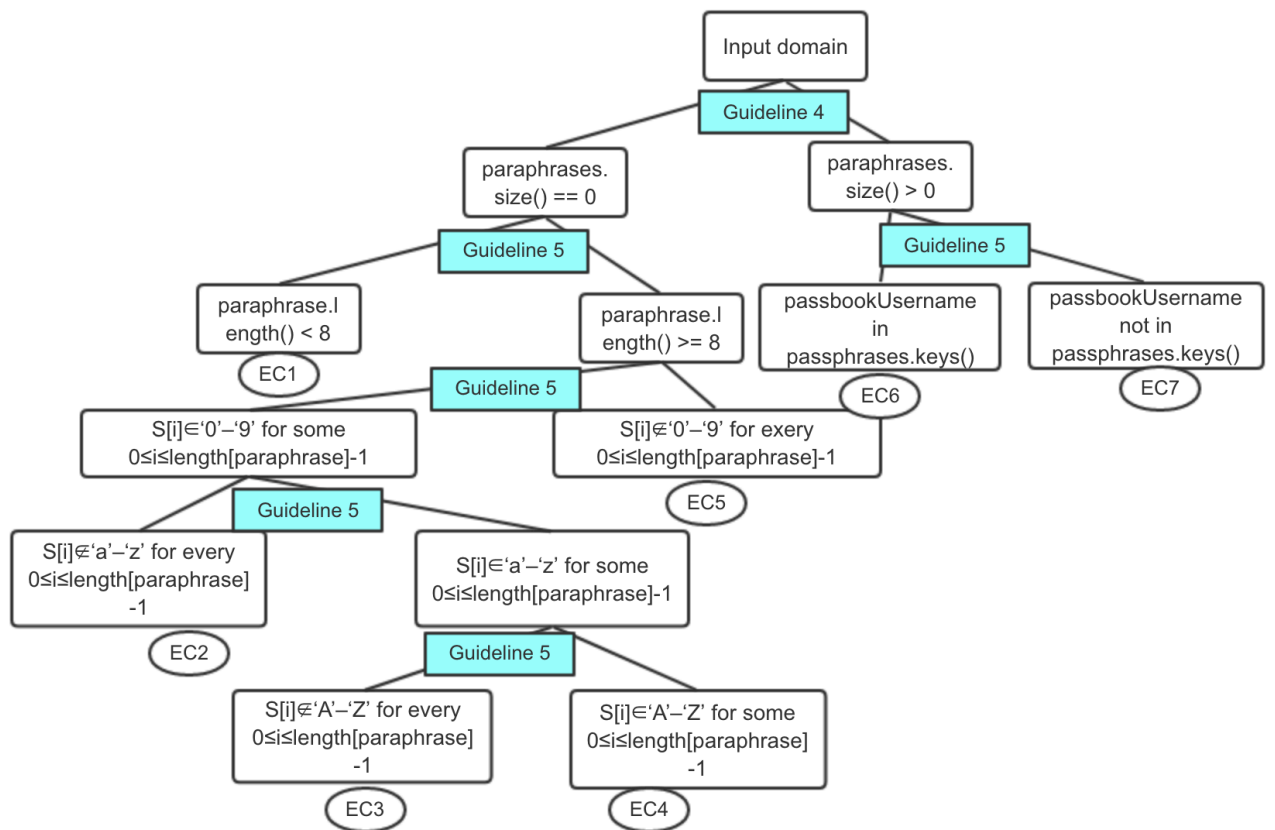 Input domain
Guideline 4
paraphrases.
size() == 0
paraphrases.
size() > 0
Guideline 5
Guideline 5
paraphrase.l
ength() < 8
paraphrase.l
ength() >= 8
passbookUsername
in
passphrases.keys()
passbookUsername
not in
passphrases.keys()
EC1
Guideline 5
EC6
EC7
S[i]∈‘0’–‘9’ for some
0≤i≤length[paraphrase]-1
S[i]∉‘0’–‘9’ for exery
0≤i≤length[paraphrase]-1
EC5
Guideline 5
S[i]∉‘a’–‘z’ for every
0≤i≤length[paraphrase]
-1
S[i]∈‘a’–‘z’ for some
0≤i≤length[paraphrase]-1
EC2
Guideline 5
S[i]∉‘A’–‘Z’ for every
0≤i≤length[paraphrase]
-1
S[i]∈‘A’–‘Z’ for some
0≤i≤length[paraphrase]
-1
EC3
EC4